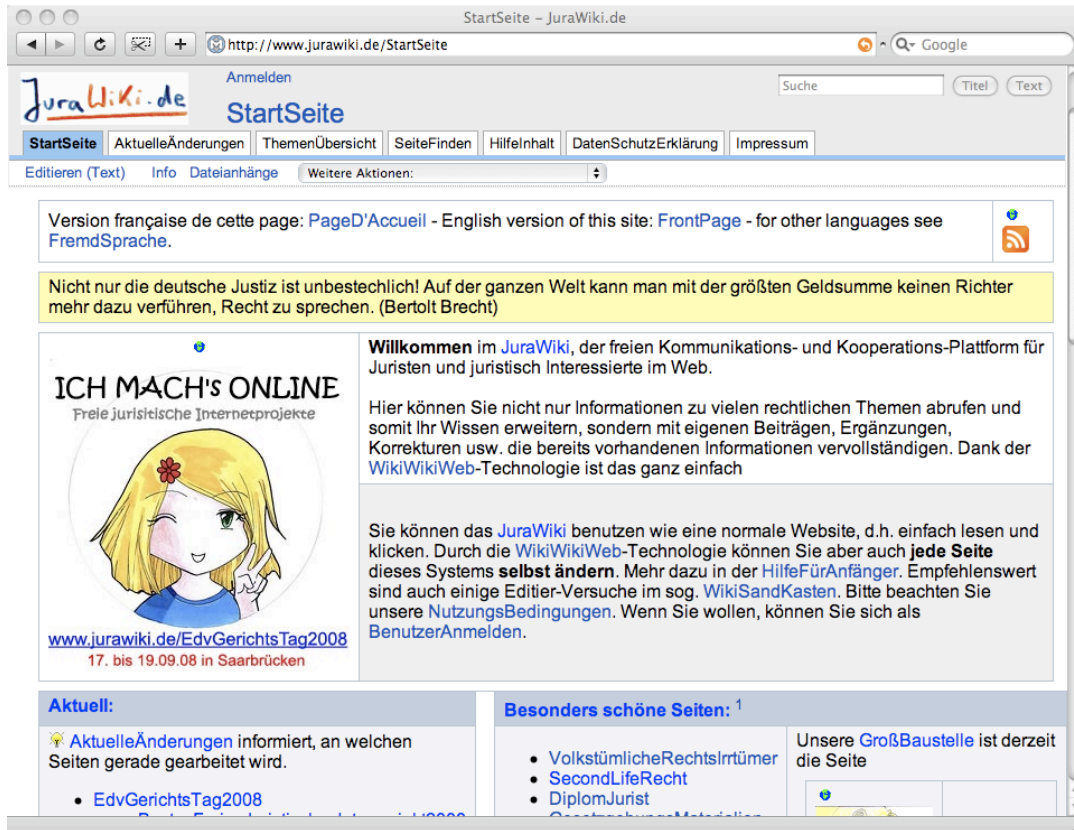 StartSeite – JuraWiki.de
http://www.jurawiki.de/StartSeite
Google
JuraWiki.de
Anmelden
StartSeite
Suche
Titel
Text
StartSeite AktuelleÄnderungen ThemenÜbersicht SeiteFinden HilfeInhalt DatenSchutzErklärung Impressum
Editieren (Text) Info Dateianhänge Weitere Aktionen:
Version française de cette page: PageD'Accueil - English version of this site: FrontPage - for other languages see
FremdSprache.
Nicht nur die deutsche Justiz ist unbestechlich! Auf der ganzen Welt kann man mit der größten Geldsumme keinen Richter
mehr dazu verführen, Recht zu sprechen. (Bertolt Brecht)
ICH MACH's ONLINE
Freie jurisitische Internetprojekte
www.jurawiki.de/EdvGerichtsTag2008
17. bis 19.09.08 in Saarbrücken
Willkommen im JuraWiki, der freien Kommunikations- und Kooperations-Plattform für
Juristen und juristisch Interessierte im Web.
Hier können Sie nicht nur Informationen zu vielen rechtlichen Themen abrufen und
somit Ihr Wissen erweitern, sondern mit eigenen Beiträgen, Ergänzungen,
Korrekturen usw. die bereits vorhandenen Informationen vervollständigen. Dank der
WikiWikiWeb-Technologie ist das ganz einfach
Sie können das JuraWiki benutzen wie eine normale Website, d.h. einfach lesen und
klicken. Durch die WikiWikiWeb-Technologie können Sie aber auch jede Seite
dieses Systems selbst ändern. Mehr dazu in der HilfeFürAnfänger. Empfehlenswert
sind auch einige Editier-Versuche im sog. WikiSandKasten. Bitte beachten Sie
unsere NutzungsBedingungen. Wenn Sie wollen, können Sie sich als
BenutzerAnmelden.
Aktuell:
AktuelleÄnderungen informiert, an welchen
Seiten gerade gearbeitet wird.
EdvGerichtsTag2008
Besonders schöne Seiten: 1
VolkstümlicheRechtsIrrtümer
SecondLifeRecht
DiplomJurist
GesetzgebungsMaterialien
Unsere GroßBaustelle ist derzeit
die Seite